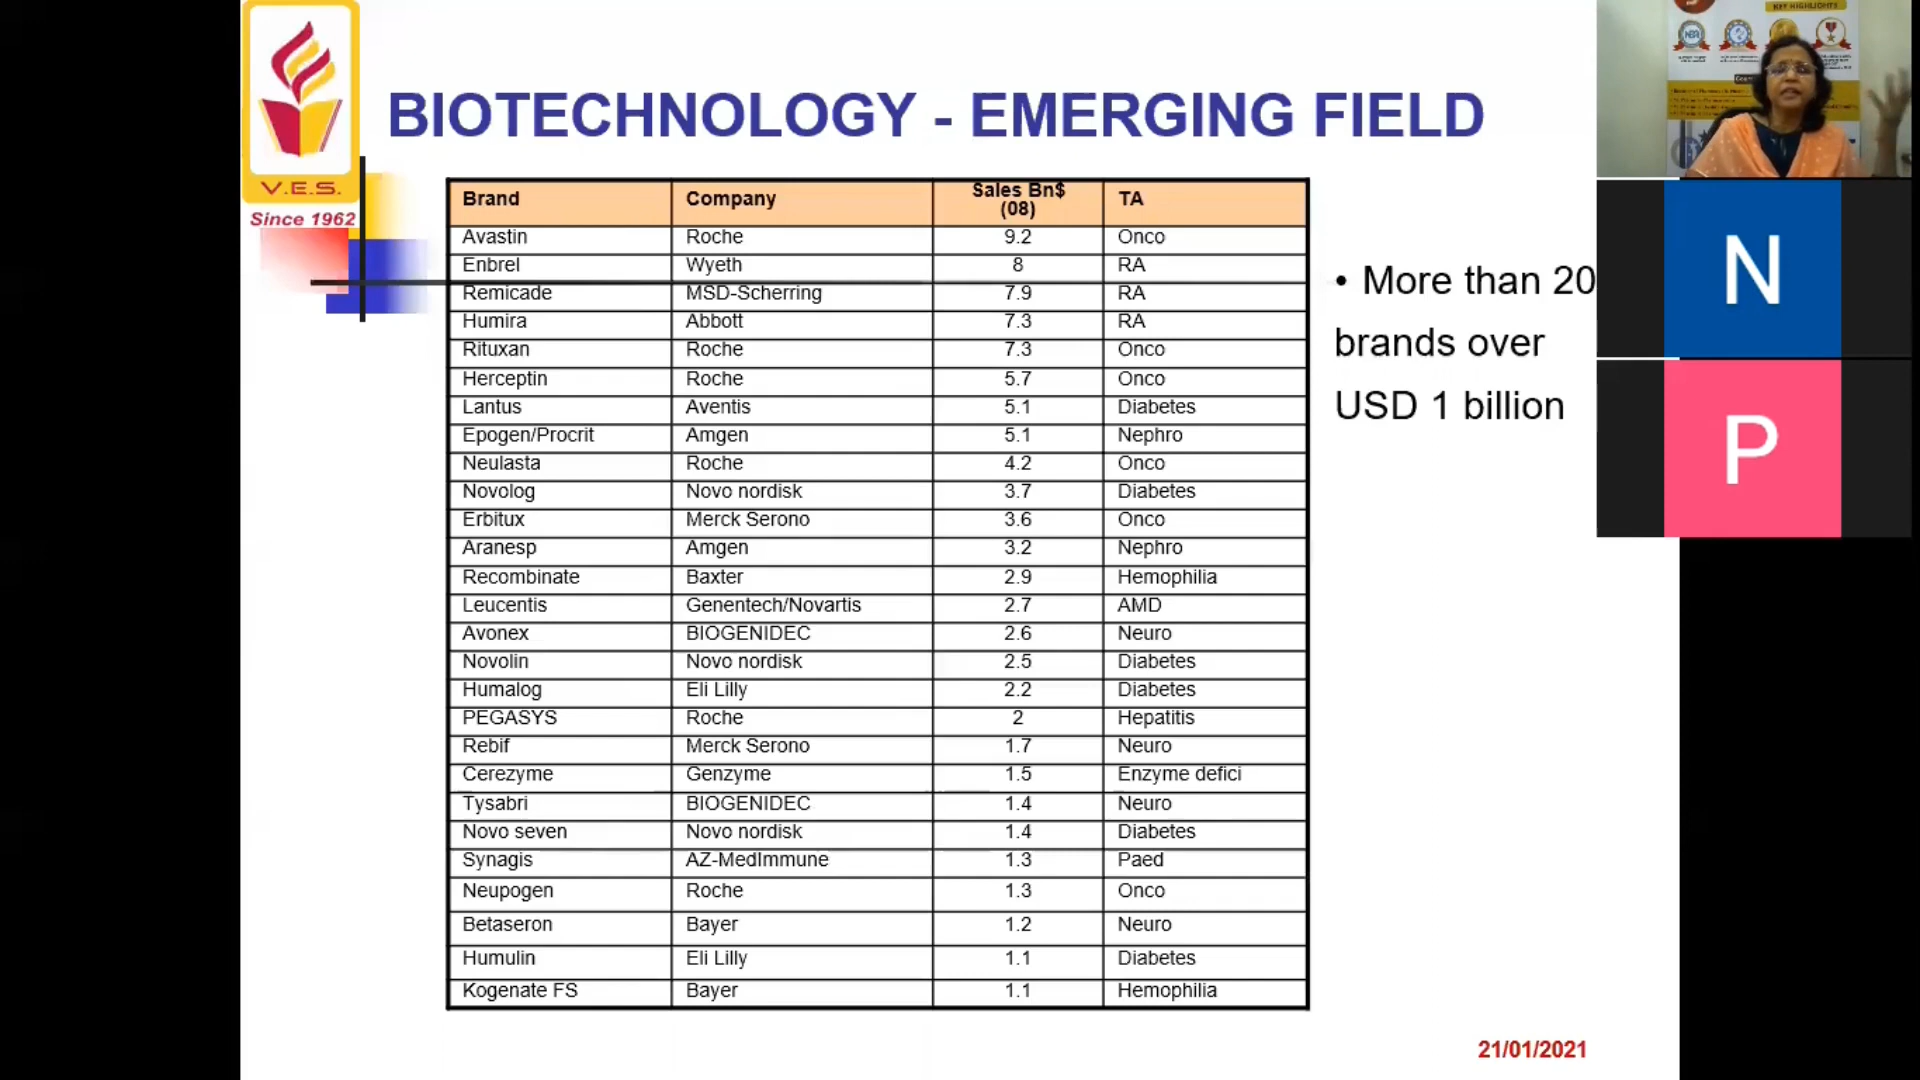 V.E.S.
Since 1962
BIOTECHNOLOGY - EMERGING FIELD
Brand Company Sales Bn$ (08) TA
Avastin Roche 9.2 Onco
Enbrel Wyeth 8 RA
Remicade MSD-Scherring 7.9 RA
Humira Abbott 7.3 RA
Rituxan Roche 7.3 Onco
Herceptin Roche 5.7 Onco
Lantus Aventis 5.1 Diabetes
Epogen/Procrit Amgen 5.1 Nephro
Neulasta Roche 4.2 Onco
Novolog Novo nordisk 3.7 Diabetes
Erbitux Merck Serono 3.6 Onco
Aranesp Amgen 3.2 Nephro
Recombinate Baxter 2.9 Hemophilia
Leucentis Genentech/Novartis 2.7 AMD
Avonex BIOGENIDEC 2.6 Neuro
Novolin Novo nordisk 2.5 Diabetes
Humalog Eli Lilly 2.2 Diabetes
PEGASYS Roche 2 Hepatitis
Rebif Merck Serono 1.7 Neuro
Cerezyme Genzyme 1.5 Enzyme defici
Tysabri BIOGENIDEC 1.4 Neuro
Novo seven Novo nordisk 1.4 Diabetes
Synagis AZ-MedImmune 1.3 Paed
Neupogen Roche 1.3 Onco
Betaseron Bayer 1.2 Neuro
Humulin Eli Lilly 1.1 Diabetes
Kogenate FS Bayer 1.1 Hemophilia
• More than 20
brands over
USD 1 billion
KEY HIGHLIGHTS
NBA
N
P
21/01/2021